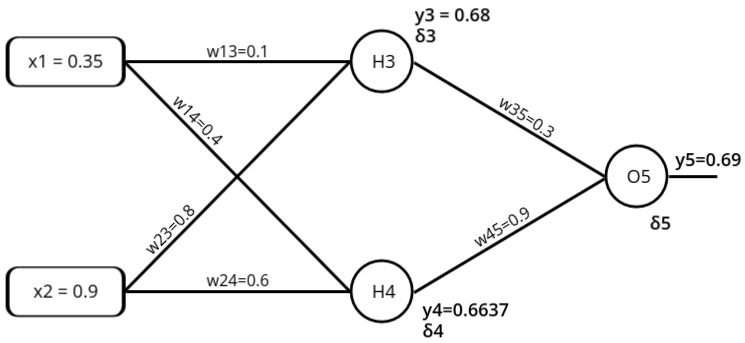 y3 = 0.68
δ3
x1 = 0.35
w13=0.1
H3
w14=0.4
w35=0.3
y5=0.69
O5
δ5
w23=0.8
w45=0.9
x2 = 0.9
w24=0.6
H4
y4=0.6637
δ4